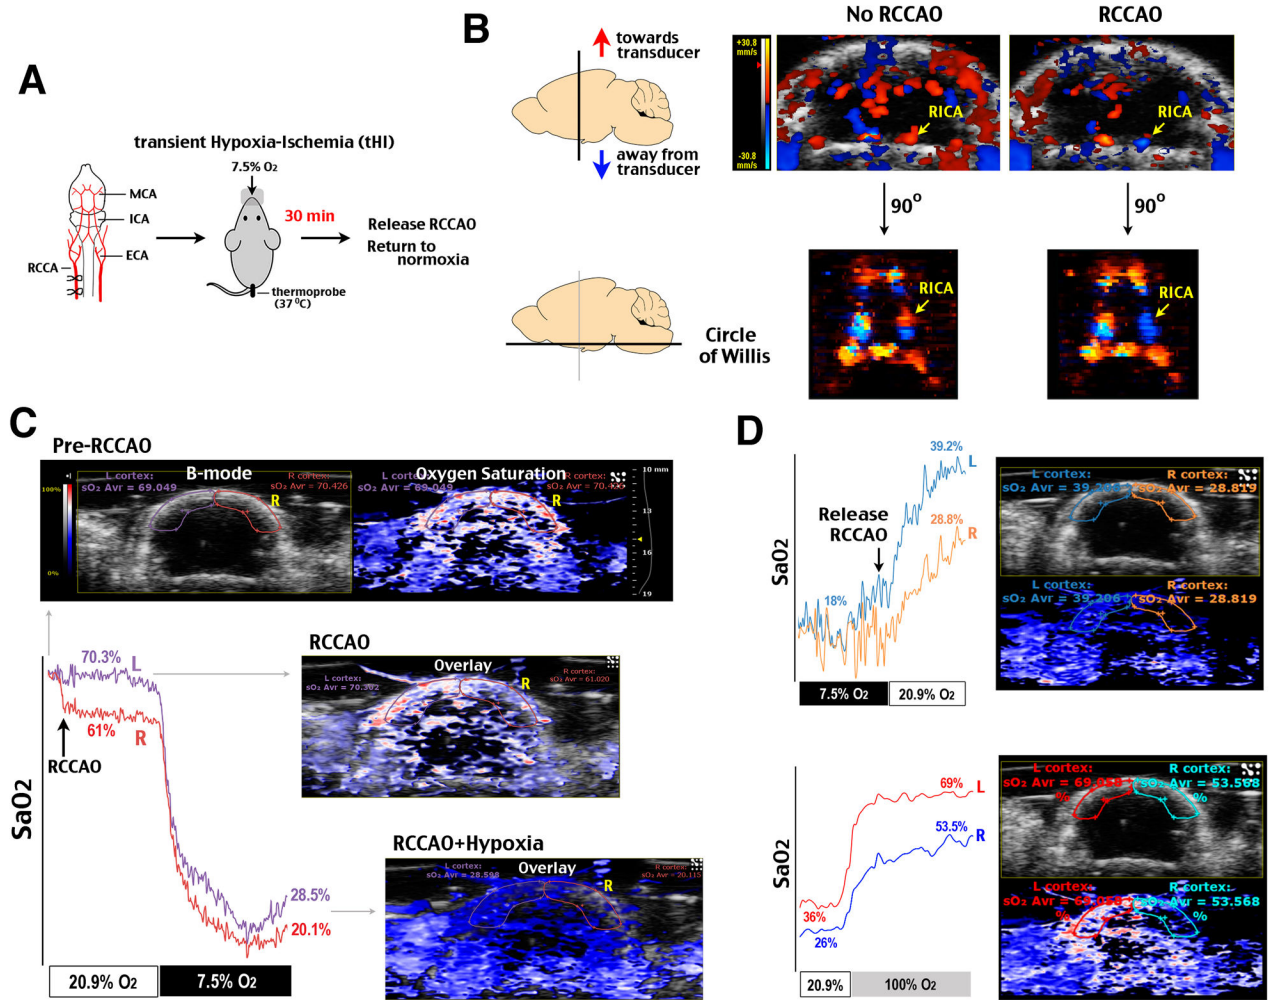 A
transient Hypoxia-Ischemia (tHI)
7.5% O2
MCA
ICA
ECA
RCCA
30 min
Release RCCAO
Return to
normoxia
thermoprobe
(37 ⁰C)
B
towards
transducer
away from
transducer
No RCCAO
RCCAO
+30.8
mm/s
-30.8
mm/s
RICA
RICA
90°
90°
RICA
RICA
Circle
of Willis
C
Pre-RCCAO
B-mode
Oxygen Saturation
L cortex:
sO₂ Avr = 69.049
R cortex:
sO₂ Avr = 70.426
R
L cortex:
sO₂ Avr = 69.049
R cortex:
R
100%
0%
10 mm
13
16
19
RCCAO
Overlay
L cortex:
sO₂ Avr = 70.302
R cortex:
sO₂ Avr = 61.020
R
70.3%
L
61%
R
RCCAO
SaO2
28.5%
20.1%
20.9% O2
7.5% O2
RCCAO+Hypoxia
Overlay
L cortex:
sO₂ Avr = 28.598
R cortex:
sO₂ Avr = 20.115
R
D
SaO2
39.2%
L
28.8%
R
Release
RCCAO
18%
7.5% O2
20.9% O2
L cortex:
sO₂ Avr = 39.206
R cortex:
sO₂ Avr = 28.819
L cortex:
sO₂ Avr = 39.206
R cortex:
sO₂ Avr = 28.819
SaO2
69%
L
53.5%
R
36%
26%
20.9%
100% O2
L cortex:
R cortex:
sO₂ Avr = 53.568
%
%
L cortex:
R cortex:
sO₂ Avr = 53.568
%
%